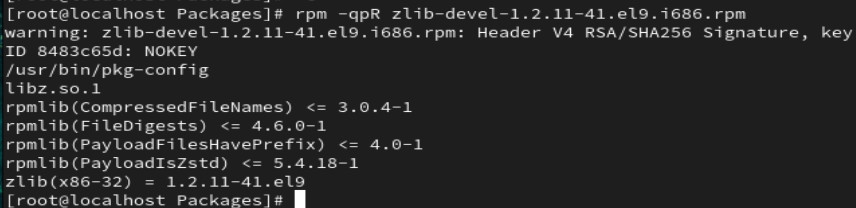 [root@localhost Packages]# rpm -qpR zlib-devel-1.2.11-41.el9.i686.rpm
warning: zlib-devel-1.2.11-41.el9.i686.rpm: Header V4 RSA/SHA256 Signature, key
ID 8483c65d: NOKEY
/usr/bin/pkg-config
libz.so.1
rpmlib(CompressedFileNames) <= 3.0.4-1
rpmlib(FileDigests) <= 4.6.0-1
rpmlib(PayloadFilesHavePrefix) <= 4.0-1
rpmlib(PayloadIsZstd) <= 5.4.18-1
zlib(x86-32) = 1.2.11-41.el9
[root@localhost Packages]#